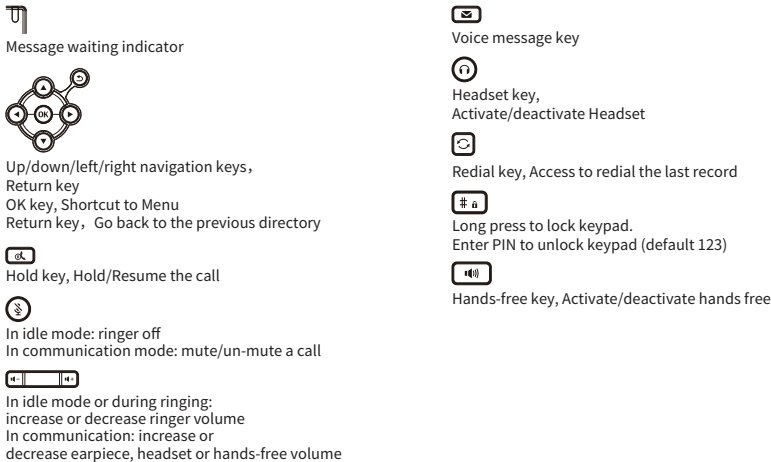 Message waiting indicator
OK
Up/down/left/right navigation keys，
Return key
OK key, Shortcut to Menu
Return key，Go back to the previous directory
Hold key, Hold/Resume the call
In idle mode: ringer off
In communication mode: mute/un-mute a call
In idle mode or during ringing:
increase or decrease ringer volume
In communication: increase or
decrease earpiece, headset or hands-free volume
Voice message key
Headset key,
Activate/deactivate Headset
Redial key, Access to redial the last record
#
Long press to lock keypad.
Enter PIN to unlock keypad (default 123)
Hands-free key, Activate/deactivate hands free